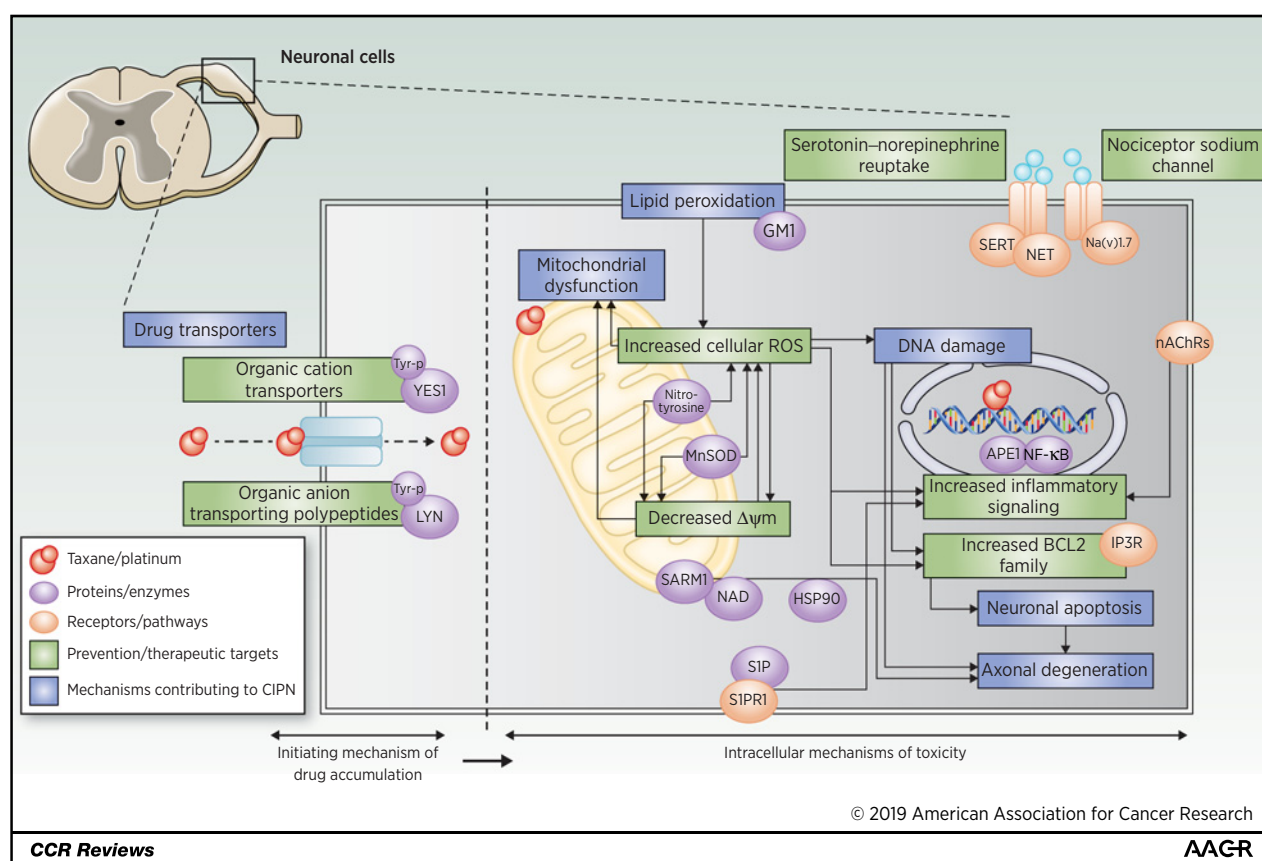 Neuronal cells
Serotonin–norepinephrine
reuptake
Nociceptor sodium
channel
Lipid peroxidation
GM1
SERT
NET
Na(v)1.7
Mitochondrial
dysfunction
Drug transporters
Increased cellular ROS
DNA damage
nAChRs
Organic cation
transporters
Tyr-p
YES1
Nitro-
tyrosine
MnSOD
APE1
NF-κB
Organic anion
transporting polypeptides
Tyr-p
LYN
Decreased Δψm
Increased inflammatory
signaling
Increased BCL2
family
IP3R
Taxane/platinum
Proteins/enzymes
Receptors/pathways
Prevention/therapeutic targets
Mechanisms contributing to CIPN
SARM1
NAD
HSP90
Neuronal apoptosis
S1P
S1PR1
Axonal degeneration
Initiating mechanism of
drug accumulation
Intracellular mechanisms of toxicity
© 2019 American Association for Cancer Research
CCR Reviews
AACR